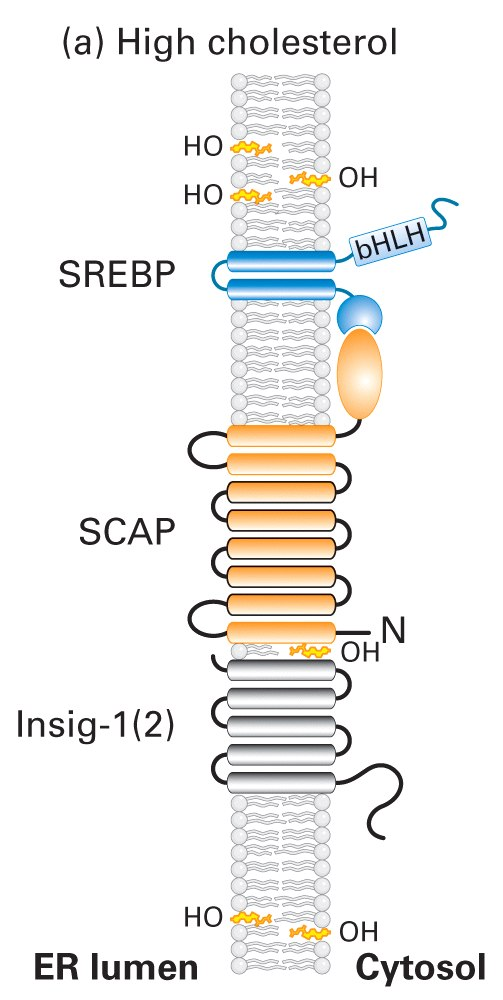 (a) High cholesterol
HO
OH
HO
bHLH
SREBP
SCAP
N
OH
Insig-1(2)
HO
OH
ER lumen
Cytosol